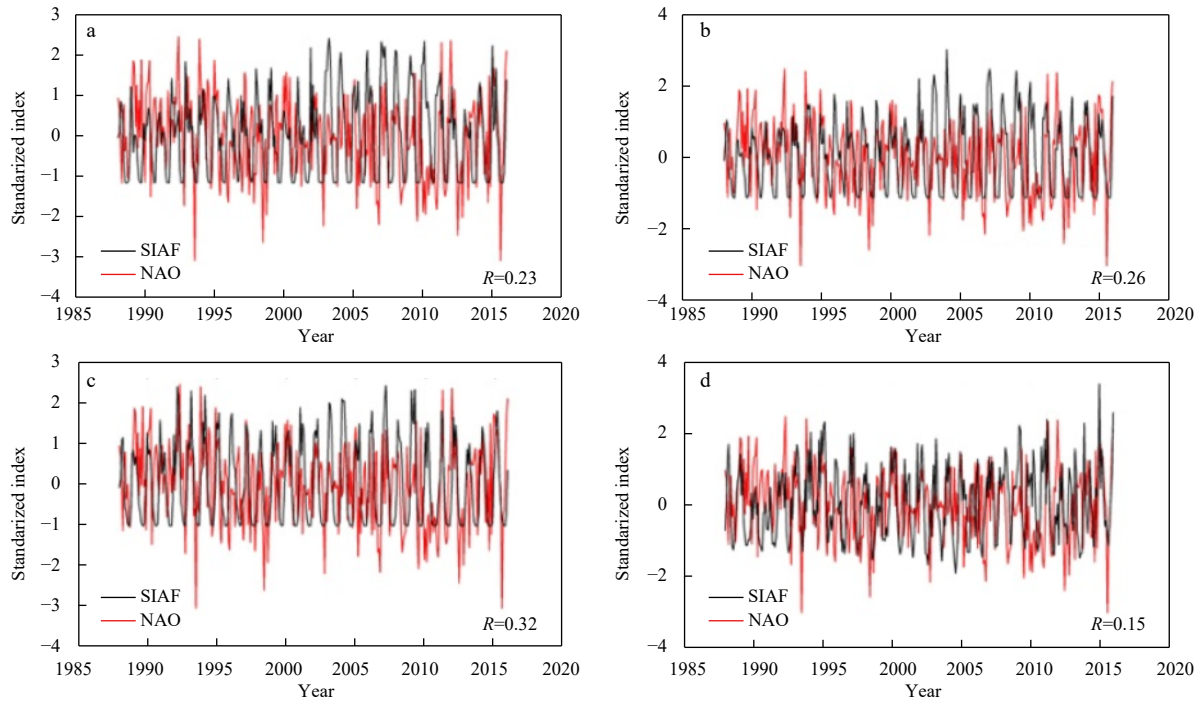 a
3
2
1
0
−1
−2
−3
−4
Standarized index
SIAF
NAO
R=0.23
1985 1990 1995 2000 2005 2010 2015 2020
Year
b
4
2
0
−2
−4
Standarized index
SIAF
NAO
R=0.26
1985 1990 1995 2000 2005 2010 2015 2020
Year
c
3
2
1
0
−1
−2
−3
−4
Standarized index
SIAF
NAO
R=0.32
1985 1990 1995 2000 2005 2010 2015 2020
Year
d
4
2
0
−2
−4
Standarized index
SIAF
NAO
R=0.15
1985 1990 1995 2000 2005 2010 2015 2020
Year